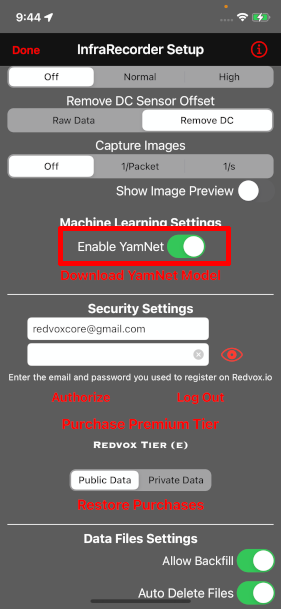 9:44
Done InfraRecorder Setup
Off Normal High
Remove DC Sensor Offset
Raw Data Remove DC
Capture Images
Off 1/Packet 1/s
Show Image Preview
Machine Learning Settings
Enable YamNet
Download YamNet Model
Security Settings
redvoxcore@gmail.com
Enter the email and password you used to register on Redvox.io
Authorize Log Out
Purchase Premium Tier
Redvox Tier (e)
Public Data Private Data
Restore Purchases
Data Files Settings
Allow Backfill
Auto Delete Files